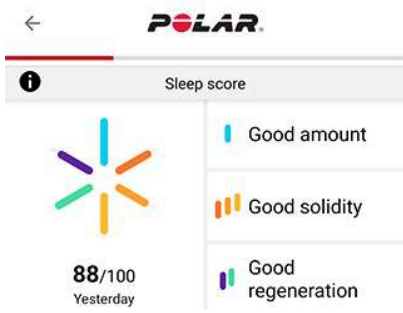 POLAR.
Sleep score
Good amount
Good solidity
Good
regeneration
88/100
Yesterday